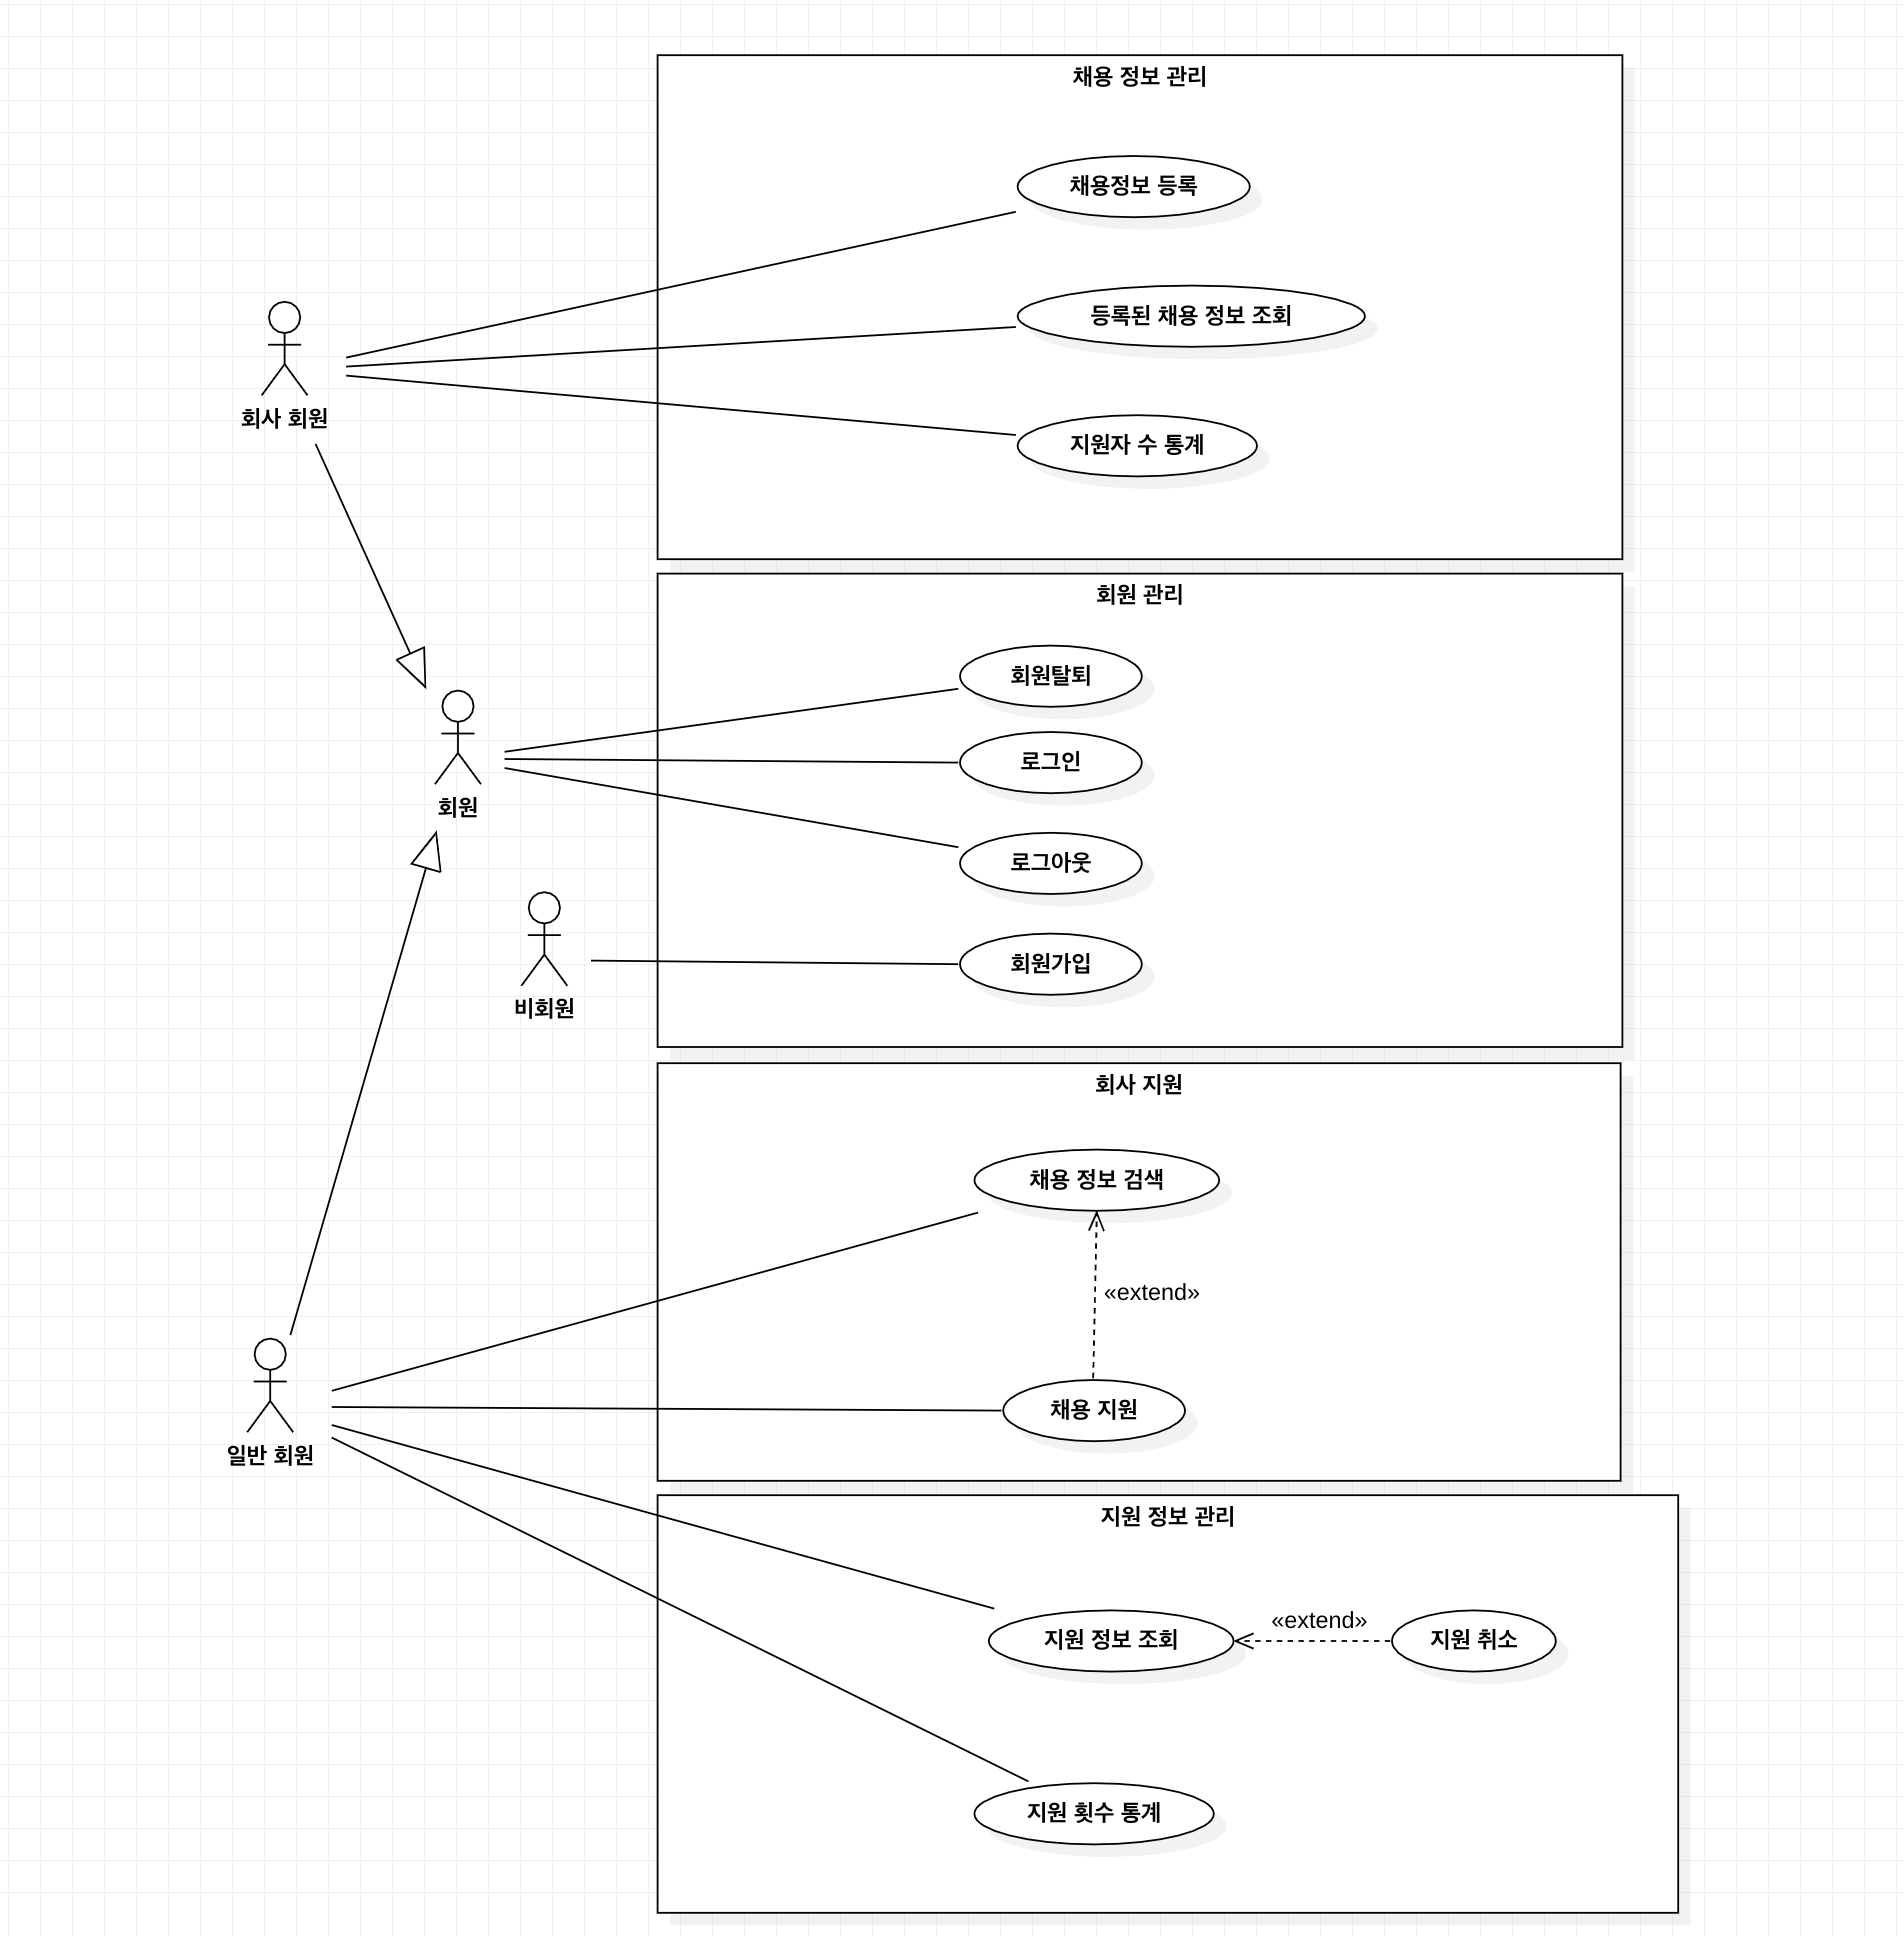 채용 정보 관리
채용정보 등록
등록된 채용 정보 조회
지원자 수 통계
회사 회원
회원 관리
회원탈퇴
로그인
회원
로그아웃
회원가입
비회원
회사 지원
채용 정보 검색
«extend»
채용 지원
일반 회원
지원 정보 관리
지원 정보 조회
«extend»
지원 취소
지원 횟수 통계